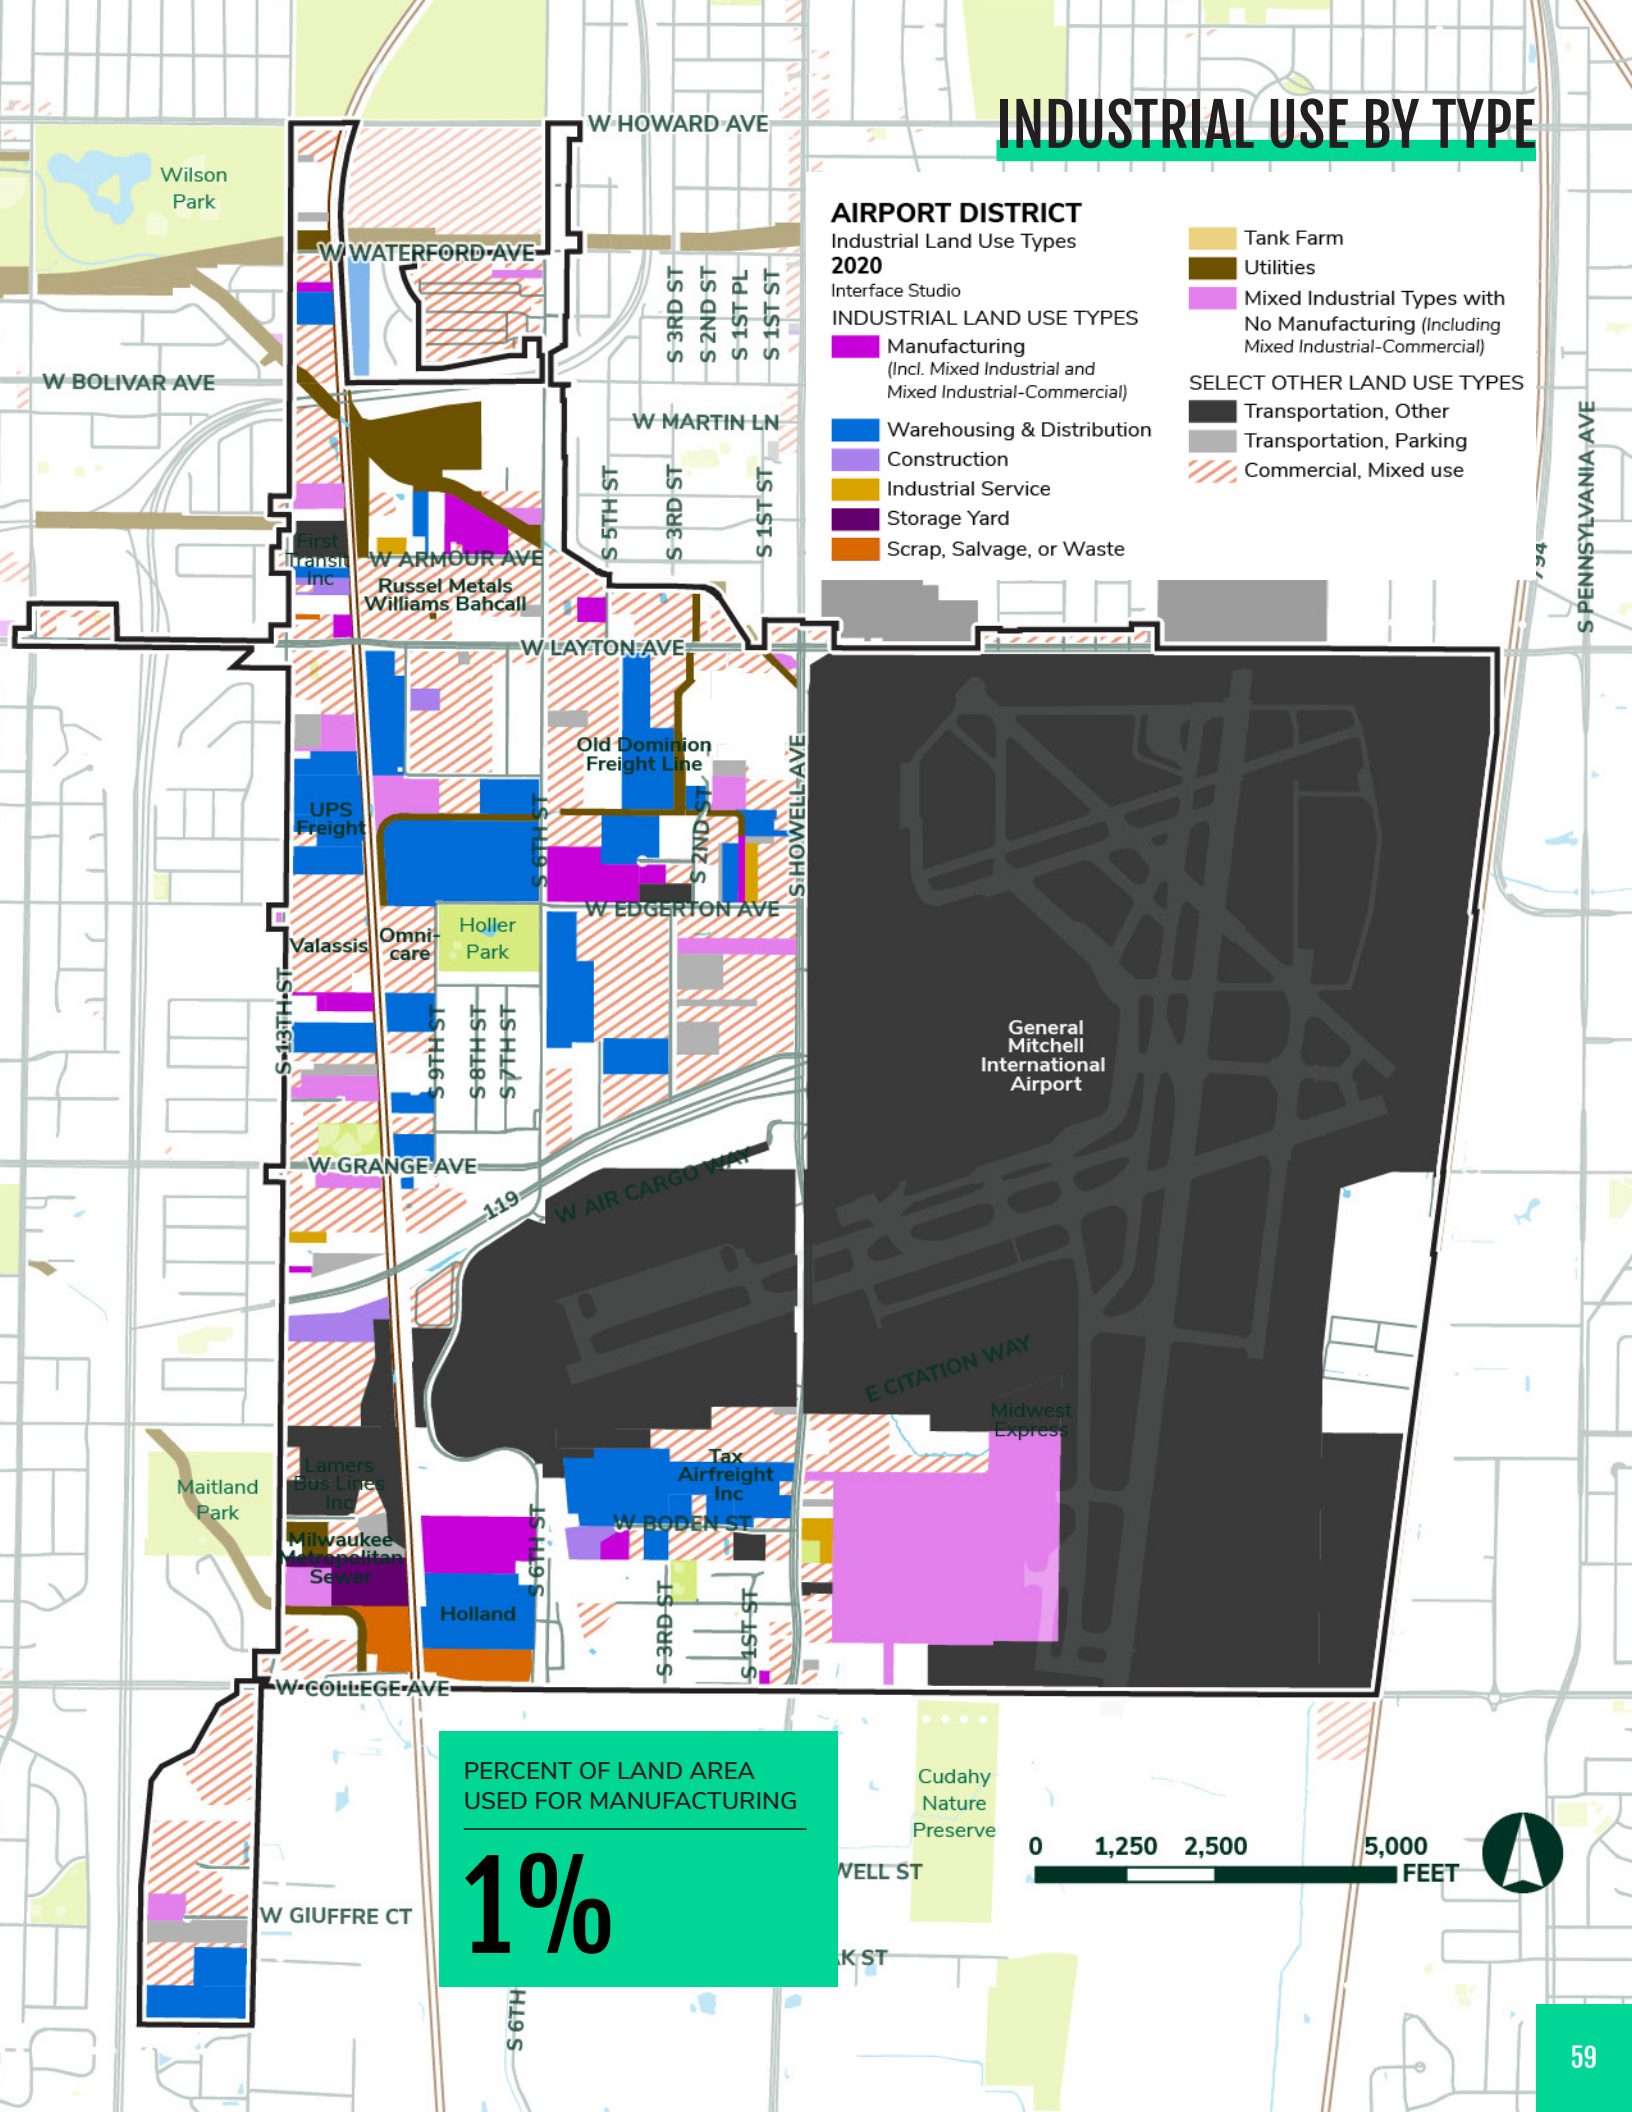 INDUSTRIAL USE BY TYPE
AIRPORT DISTRICT
Industrial Land Use Types
2020
Interface Studio
INDUSTRIAL LAND USE TYPES
Manufacturing
(Incl. Mixed Industrial and
Mixed Industrial-Commercial)
Warehousing & Distribution
Construction
Industrial Service
Storage Yard
Scrap, Salvage, or Waste
Tank Farm
Utilities
Mixed Industrial Types with
No Manufacturing (Including
Mixed Industrial-Commercial)
SELECT OTHER LAND USE TYPES
Transportation, Other
Transportation, Parking
Commercial, Mixed use
W HOWARD AVE
Wilson
Park
W WATERFORD AVE
S 3RD ST
S 2ND ST
S 1ST PL
S 1ST ST
W BOLIVAR AVE
W MARTIN LN
S 5TH ST
S 3RD ST
S 1ST ST
794
S PENNSYLVANIA AVE
First
Transit
Inc
W ARMOUR AVE
Russel Metals
Williams Bahcall
W LAYTON AVE
Old Dominion
Freight Line
UPS
Freight
S 6TH ST
S 2ND ST
S HOWELL AVE
W EDGERTON AVE
Holler
Park
Valassis
Omni-
care
S 13TH ST
S 9TH ST
S 8TH ST
S 7TH ST
General
Mitchell
International
Airport
W GRANGE AVE
119
W AIR CARGO WAY
E CITATION WAY
Midwest
Express
Lamers
Bus Lines
Inc
Tax
Airfreight
Inc
Maitland
Park
W BODEN ST
Milwaukee
Metropolitan
Sewer
S 6TH ST
Holland
S 3RD ST
S 1ST ST
W COLLEGE AVE
PERCENT OF LAND AREA
USED FOR MANUFACTURING
1%
Cudahy
Nature
Preserve
0 1,250 2,500 5,000
FEET
WELL ST
W GIUFFRE CT
AK ST
S 6TH
59